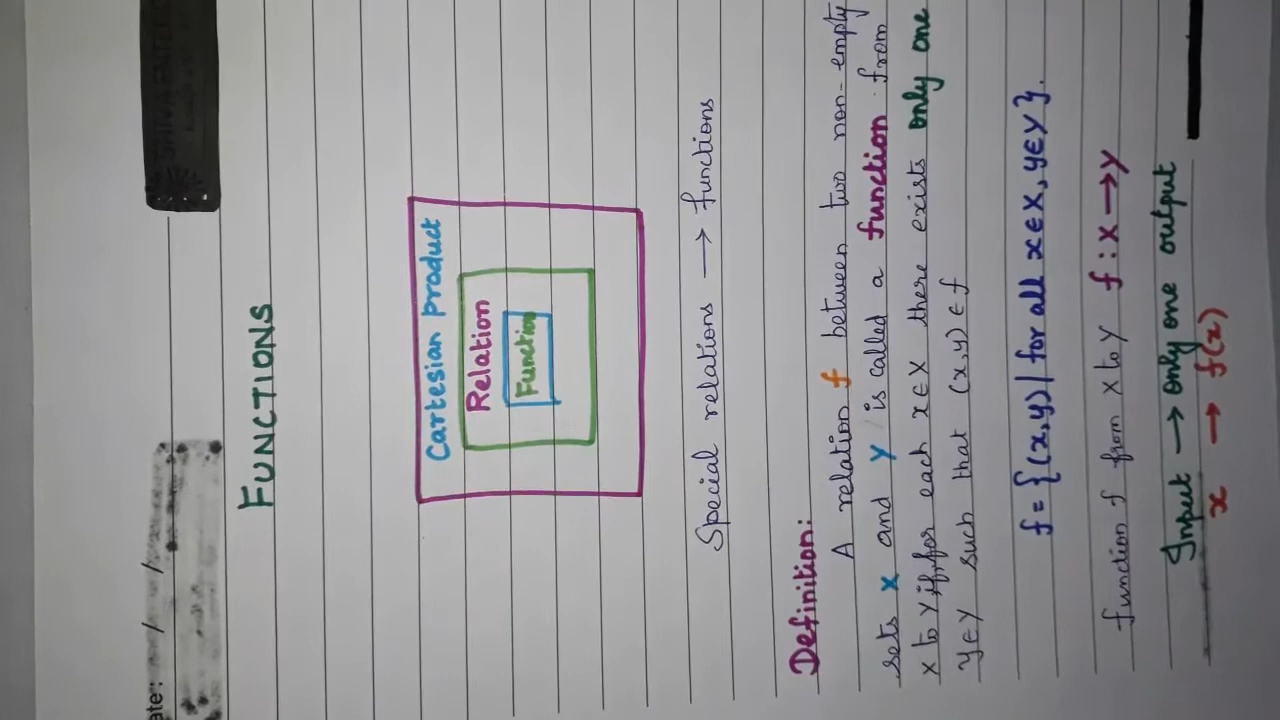 ate: / /
FUNCTIONS
Cartesian product
Relation
Function
Special relations → functions
Definition:
A relation f between two non-empty
sets X and Y is called a function from
X to Y if, for each x∈X there exists only one
y∈Y such that (x,y) ∈ f
f = {(x,y) | for all x∈X, y∈Y}.
function f from X to Y f : X → Y
Input → only one output
x → f(x)